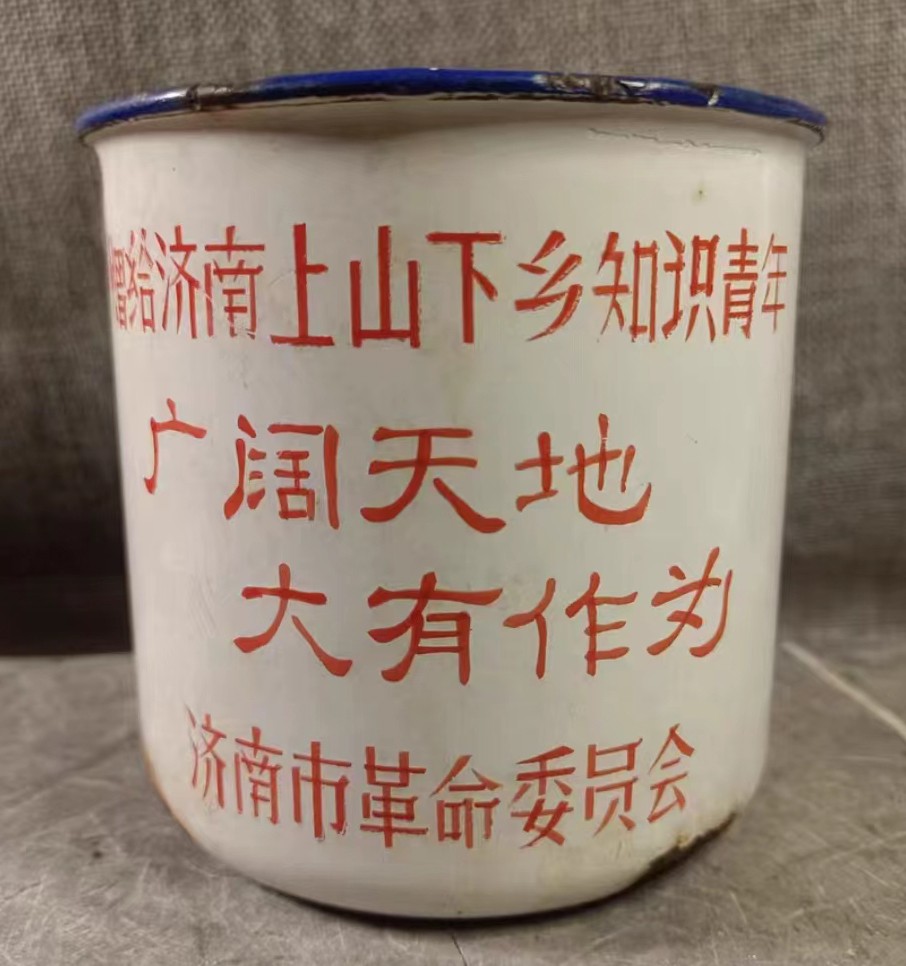 赠给济南上山下乡知识青年
广阔天地
大有作为
济南市革命委员会